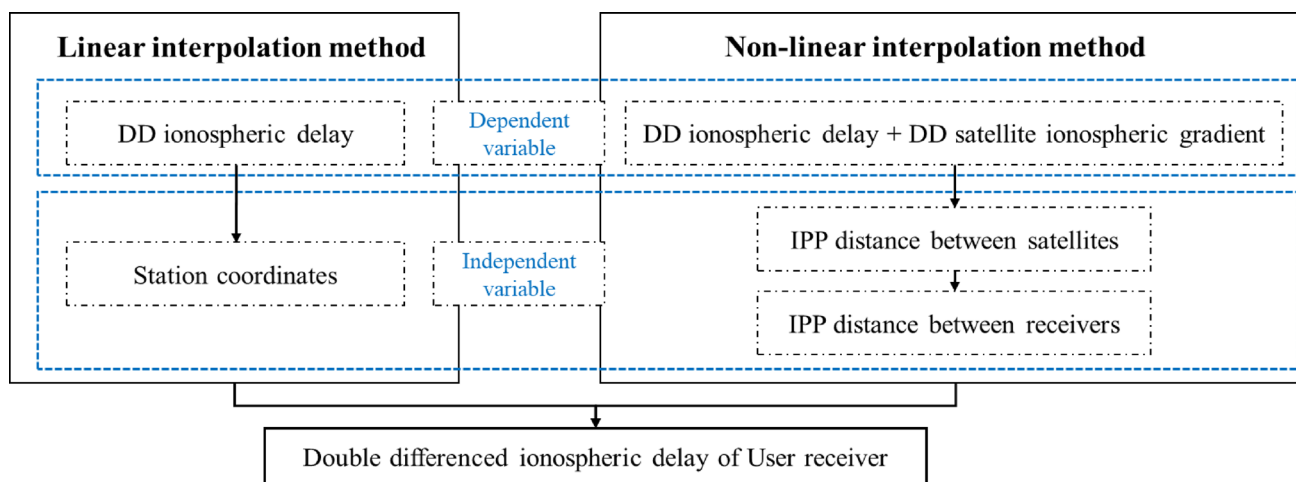 Linear interpolation method
Non-linear interpolation method
DD ionospheric delay
Dependent
variable
DD ionospheric delay + DD satellite ionospheric gradient
IPP distance between satellites
Station coordinates
Independent
variable
IPP distance between receivers
Double differenced ionospheric delay of User receiver